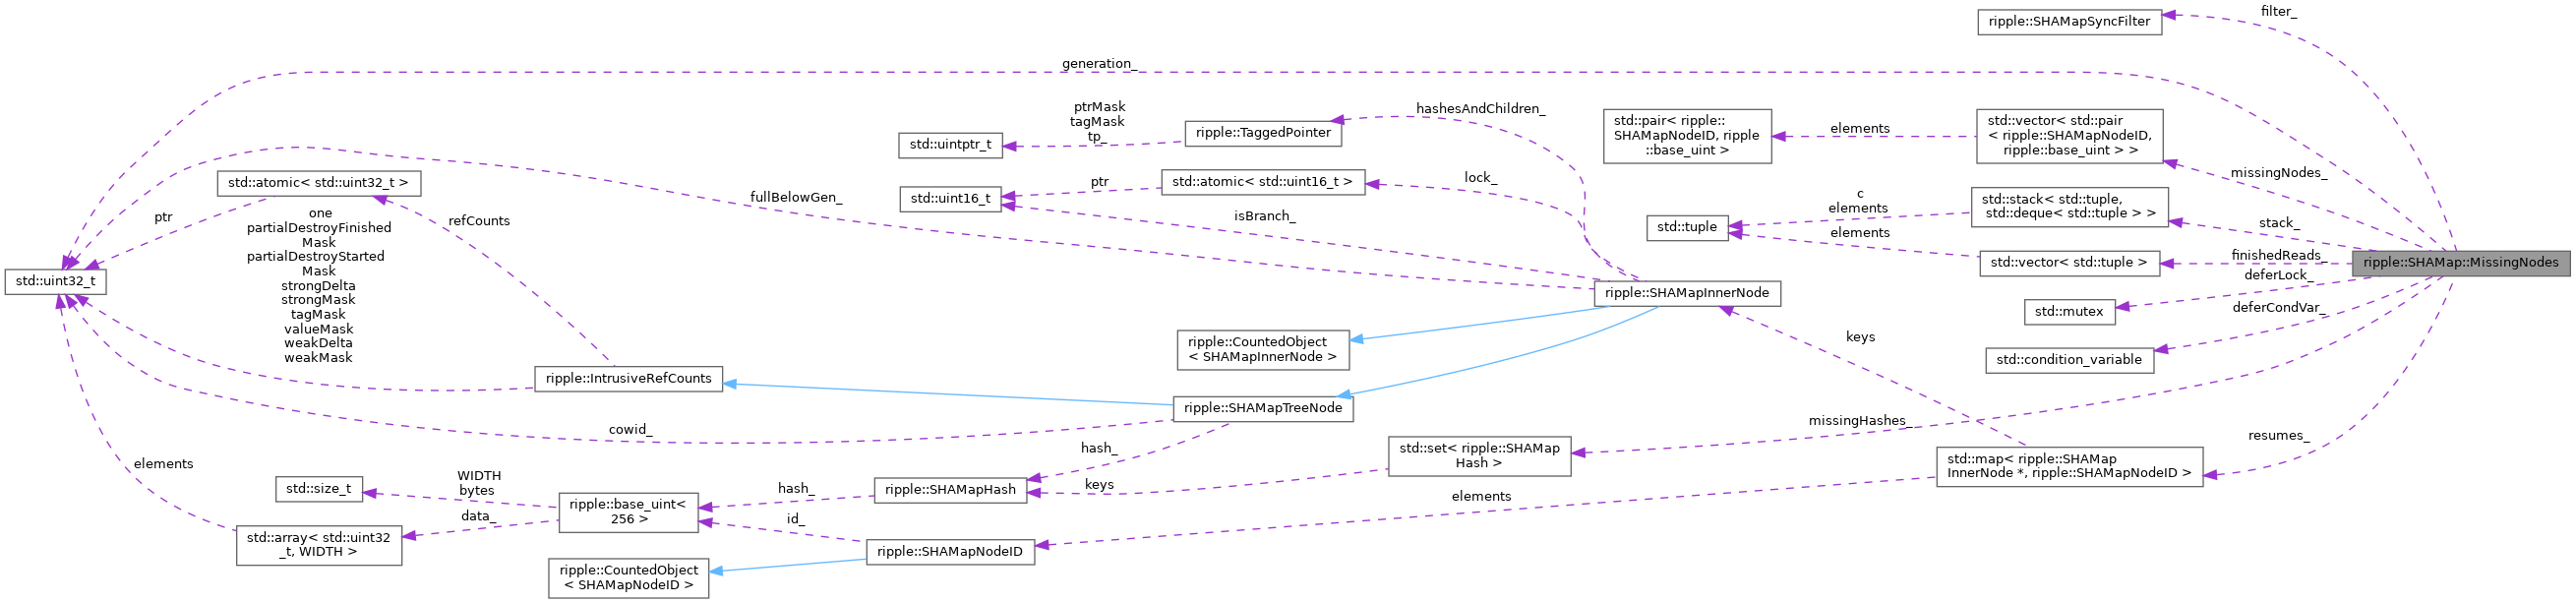 filter_
ripple::SHAMapSyncFilter
generation_
ptrMask
tagMask
tp_
hashesAndChildren_
ripple::TaggedPointer
std::uintptr_t
std::pair< ripple::
SHAMapNodeID, ripple
::base_uint >
elements
std::vector< std::pair
< ripple::SHAMapNodeID,
ripple::base_uint > >
missingNodes_
std::atomic< std::uint32_t >
ptr
one
partialDestroyFinished
Mask
partialDestroyStarted
Mask
strongDelta
strongMask
tagMask
valueMask
weakDelta
weakMask
refCounts
fullBelowGen_
std::uint16_t
ptr
std::atomic< std::uint16_t >
lock_
isBranch_
std::tuple
c
elements
elements
std::stack< std::tuple,
std::deque< std::tuple > >
stack_
std::vector< std::tuple >
finishedReads_
ripple::SHAMap::MissingNodes
deferLock_
std::mutex
deferCondVar_
std::condition_variable
std::uint32_t
ripple::SHAMapInnerNode
ripple::CountedObject
< SHAMapInnerNode >
keys
ripple::IntrusiveRefCounts
ripple::SHAMapTreeNode
cowid_
hash_
missingHashes_
resumes_
std::set< ripple::SHAMap
Hash >
std::map< ripple::SHAMap
InnerNode *, ripple::SHAMapNodeID >
elements
std::size_t
WIDTH
bytes
data_
hash_
ripple::SHAMapHash
keys
elements
ripple::base_uint<
256 >
id_
std::array< std::uint32
_t, WIDTH >
ripple::SHAMapNodeID
ripple::CountedObject
< SHAMapNodeID >